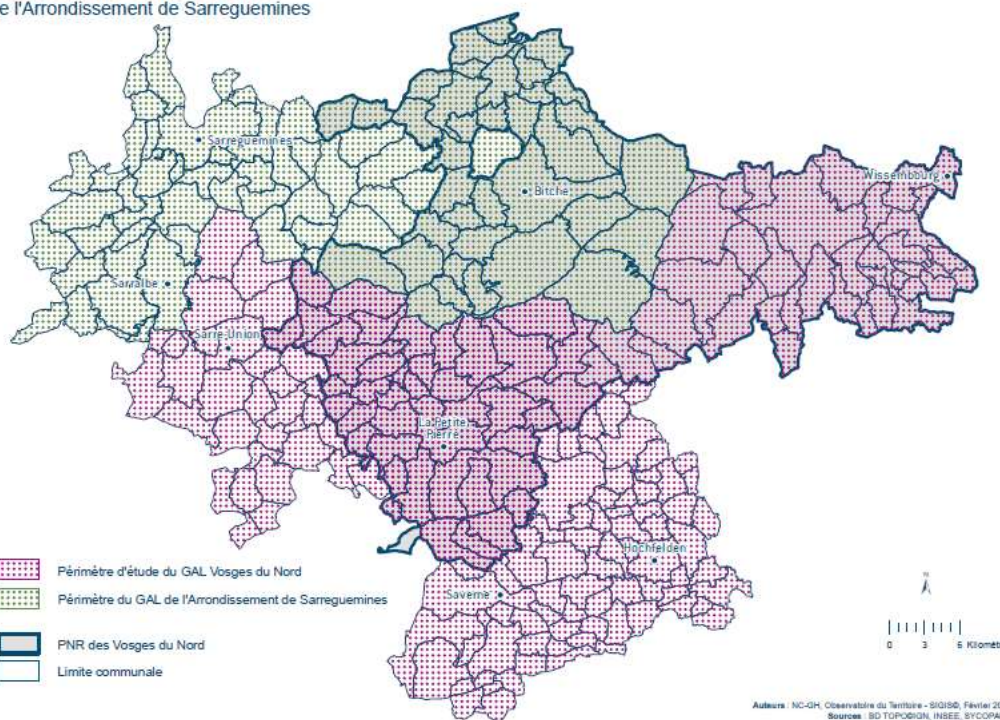 e l'Arrondissement de Sarreguemines
Sarreguemines
Wissembourg
Bitche
Sarralbe
Sarre-Union
La Petite
Pierre
Hochfelden
Saverne
Périmètre d'étude du GAL Vosges du Nord
Périmètre du GAL de l'Arrondissement de Sarreguemines
PNR des Vosges du Nord
Limite communale
N
0 3 6 Kilomèt
Auteurs : NC-GH, Observatoire du Territoire - SIGIS©, Février 20
Sources : BD TOPO©IGN, INSEE, SYCOPA